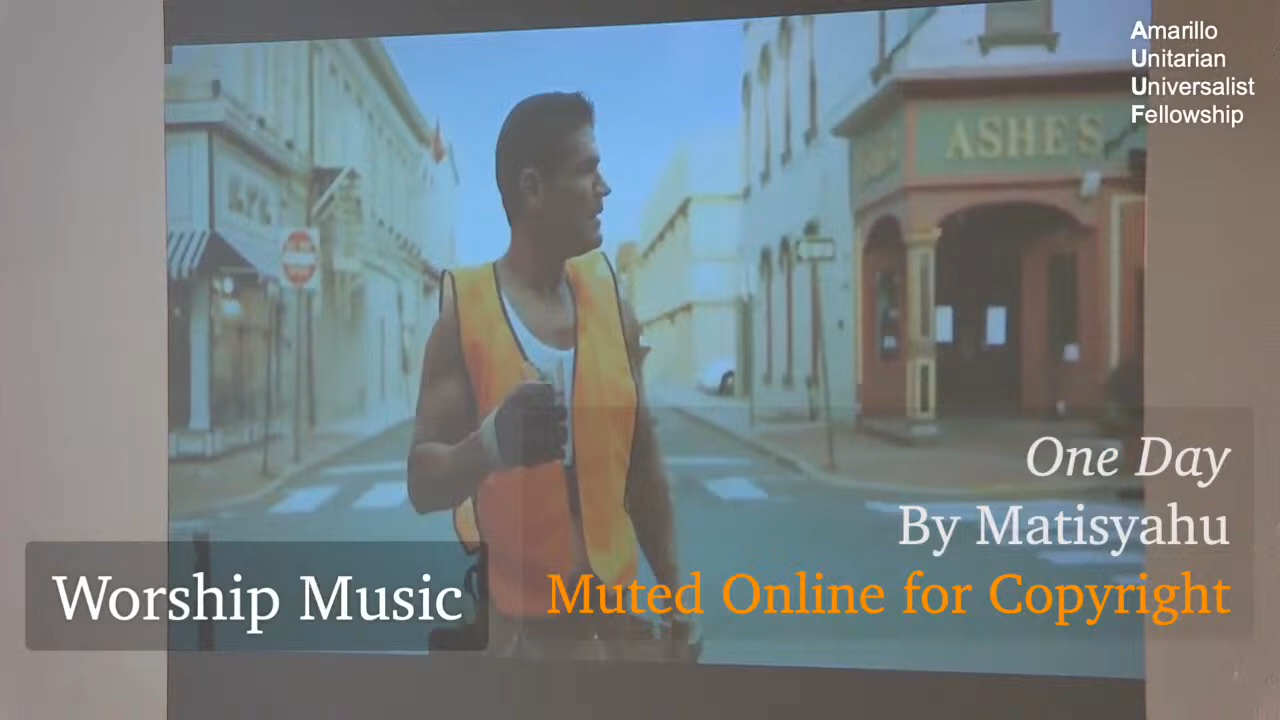 Amarillo
Unitarian
Universalist
Fellowship
ASHES
One Day
By Matisyahu
Muted Online for Copyright
Worship Music